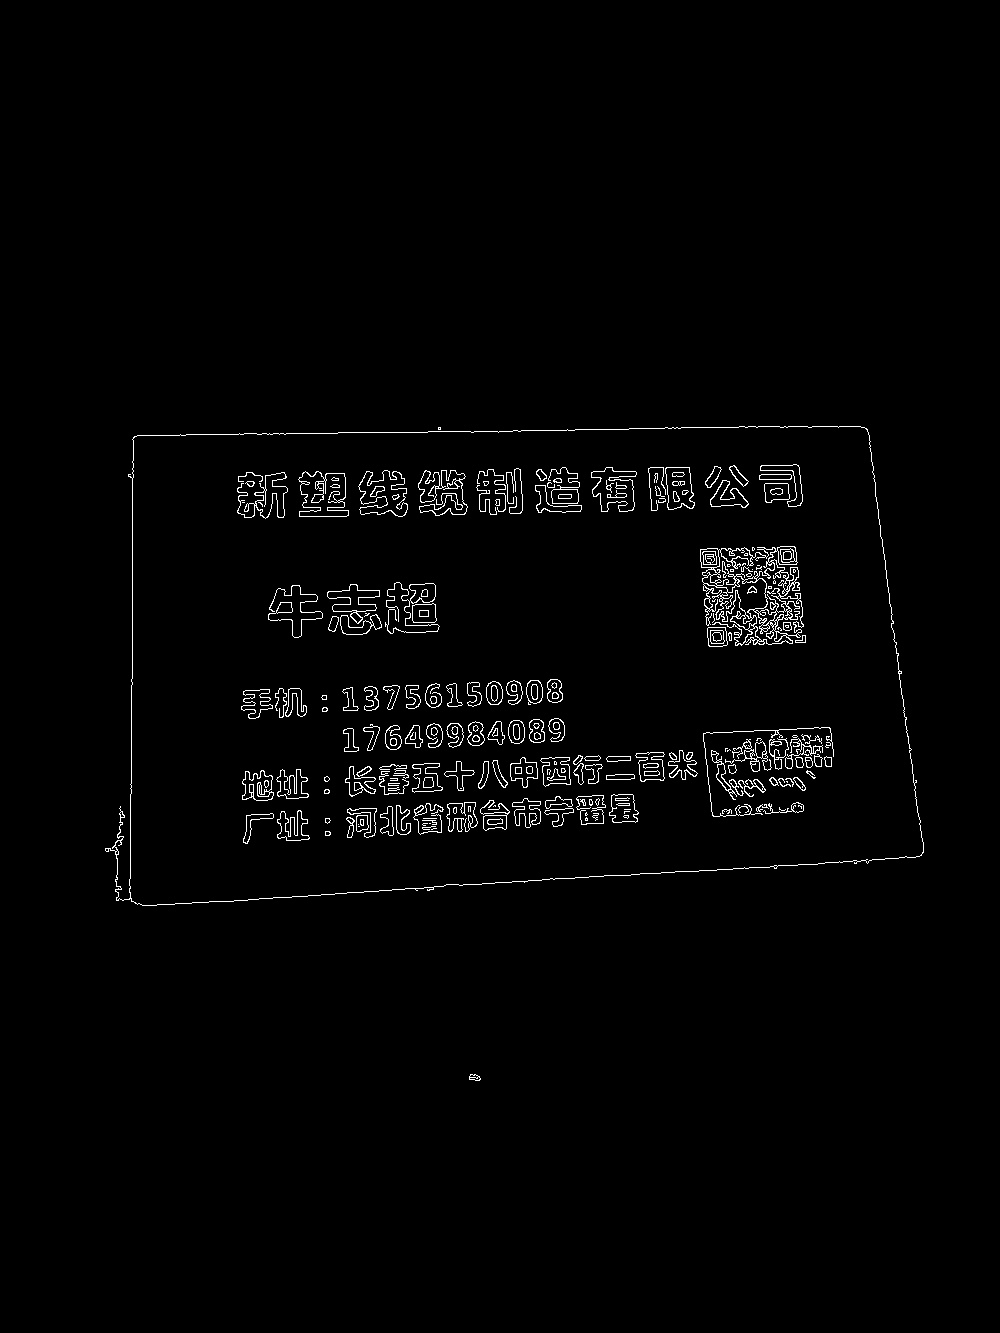 新塑线缆制造有限公司
牛志超
手机：13756150908
17649984089
地址：长春五十八中西行二百米
厂址：河北省邢台市宁晋县